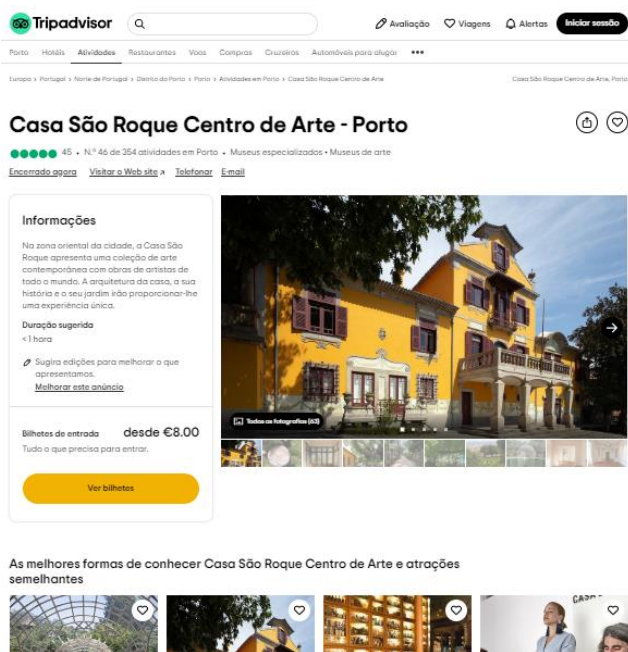 Tripadvisor
Avaliação Viagens Alertas Iniciar sessão
Porto Hotéis Atividades Restaurantes Voos Compras Cruzeiros Automóveis para alugar •••
Europa > Portugal > Norte de Portugal > Distrito do Porto > Porto > Atividades em Porto > Casa São Roque Centro de Arte
Casa São Roque Centro de Arte, Porto
Casa São Roque Centro de Arte - Porto
45 • N.º 46 de 354 atividades em Porto • Museus especializados • Museus de arte
Encerrado agora Visitar o Web site Telefonar E-mail
Informações
Na zona oriental da cidade, a Casa São
Roque apresenta uma coleção de arte
contemporânea com obras de artistas de
todo o mundo. A arquitetura da casa, a sua
história e o seu jardim irão proporcionar-lhe
uma experiência única.
Duração sugerida
< 1 hora
Sugira edições para melhorar o que
apresentamos.
Melhorar este anúncio
Bilhetes de entrada desde €8.00
Tudo o que precisa para entrar.
Ver bilhetes
Todas as fotografias (63)
As melhores formas de conhecer Casa São Roque Centro de Arte e atrações
semelhantes